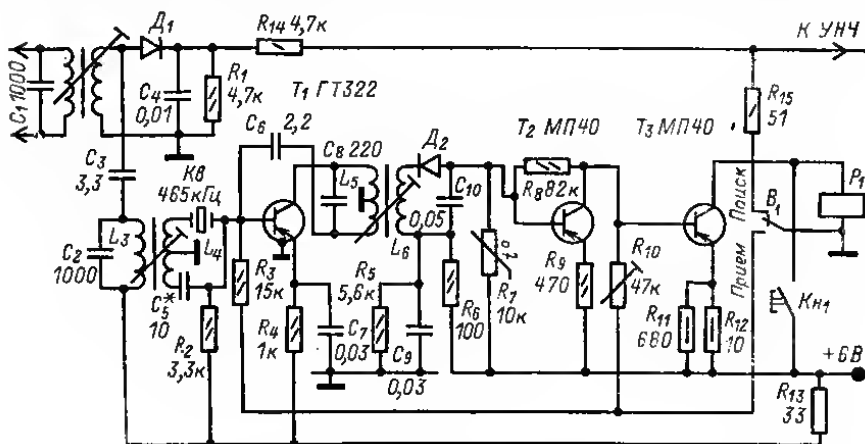 Д1
R14 4,7к
К УНЧ
C1 1000
C4
0,01
R1
4,7к
T1 ГТ322
R15
51
C6
2,2
C3
3,3
КВ
465кГц
C8 220
Д2
T2 МП40
T3 МП40
L5
C10
R8 82к
Поиск
B1
P1
0,05
L3
L4
L6
C2
1000
R3
15к
R5
5,6к
R9
470
R10
47к
Прием
C5*
10
R4
1к
C7
0,03
R6
100
R7
10к
R11
680
R12
10
Кн1
R2
3,3к
C9
0,03
+6В
R13
33